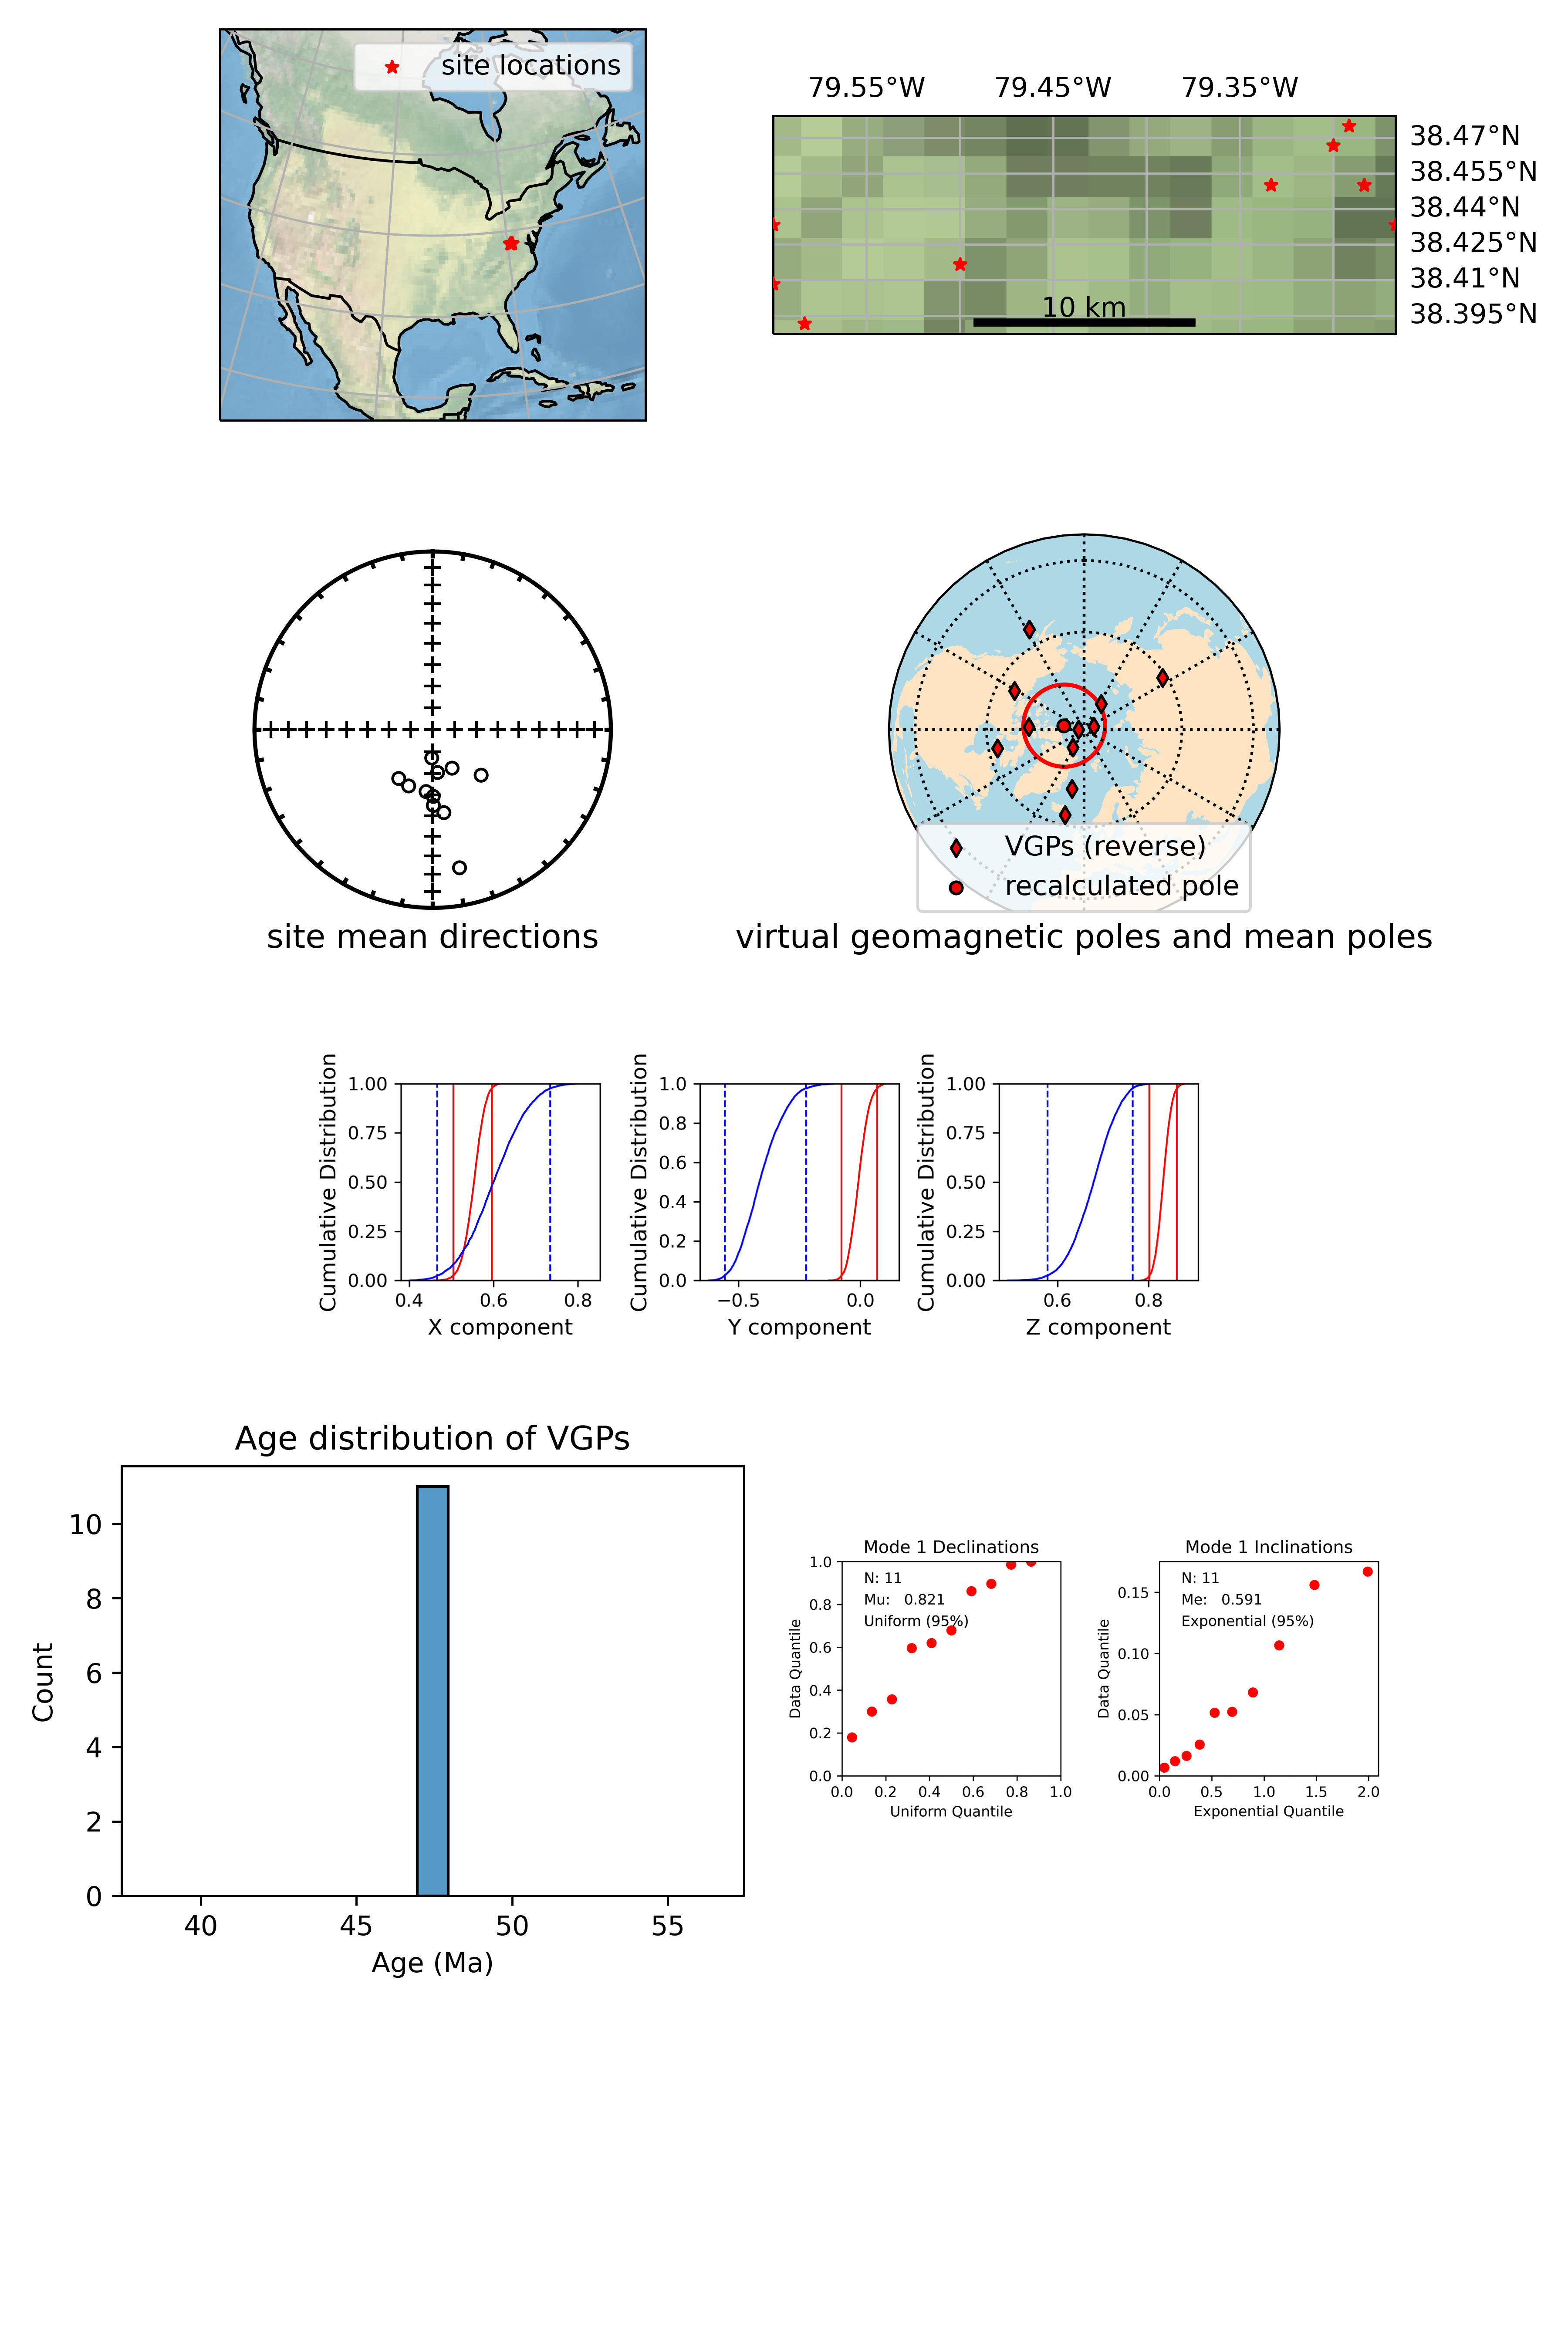 site locations
79.55°W 79.45°W 79.35°W
38.47°N
38.455°N
38.44°N
38.425°N
38.41°N
38.395°N
10 km
site mean directions
VGPs (reverse)
recalculated pole
virtual geomagnetic poles and mean poles
Cumulative Distribution
1.00
0.75
0.50
0.25
0.00
0.4 0.6 0.8
X component
Cumulative Distribution
1.0
0.8
0.6
0.4
0.2
0.0
−0.5 0.0
Y component
Cumulative Distribution
1.00
0.75
0.50
0.25
0.00
0.6 0.8
Z component
Age distribution of VGPs
Count
10
8
6
4
2
0
40 45 50 55
Age (Ma)
Mode 1 Declinations
N: 11
Mu: 0.821
Uniform (95%)
Data Quantile
1.0
0.8
0.6
0.4
0.2
0.0
0.0 0.2 0.4 0.6 0.8 1.0
Uniform Quantile
Mode 1 Inclinations
N: 11
Me: 0.591
Exponential (95%)
Data Quantile
0.15
0.10
0.05
0.00
0.0 0.5 1.0 1.5 2.0
Exponential Quantile